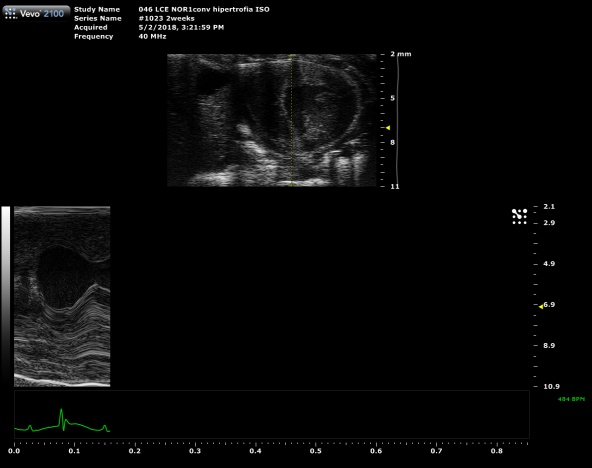 Vevo 2100
Study Name 046 LCE NOR1conv hipertrofia ISO
Series Name #1023 2weeks
Acquired 5/2/2018, 3:21:59 PM
Frequency 40 MHz
2 mm
5
8
11
2.1
2.9
4.9
6.9
8.9
10.9
484 BPM
0.0 0.1 0.2 0.3 0.4 0.5 0.6 0.7 0.8